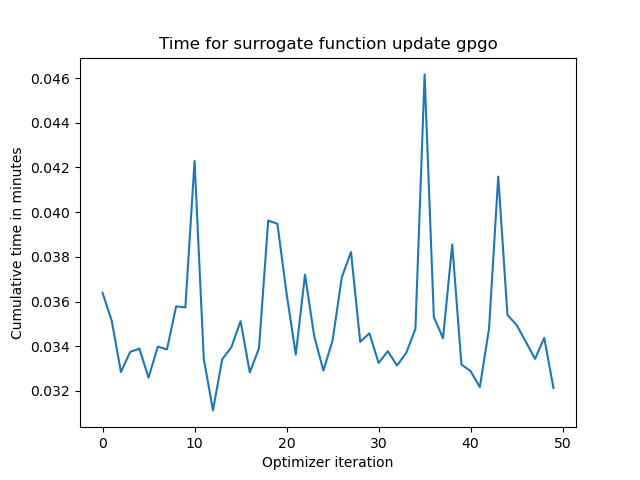 Time for surrogate function update gpgo
Cumulative time in minutes
0.046
0.044
0.042
0.040
0.038
0.036
0.034
0.032
0 10 20 30 40 50
Optimizer iteration